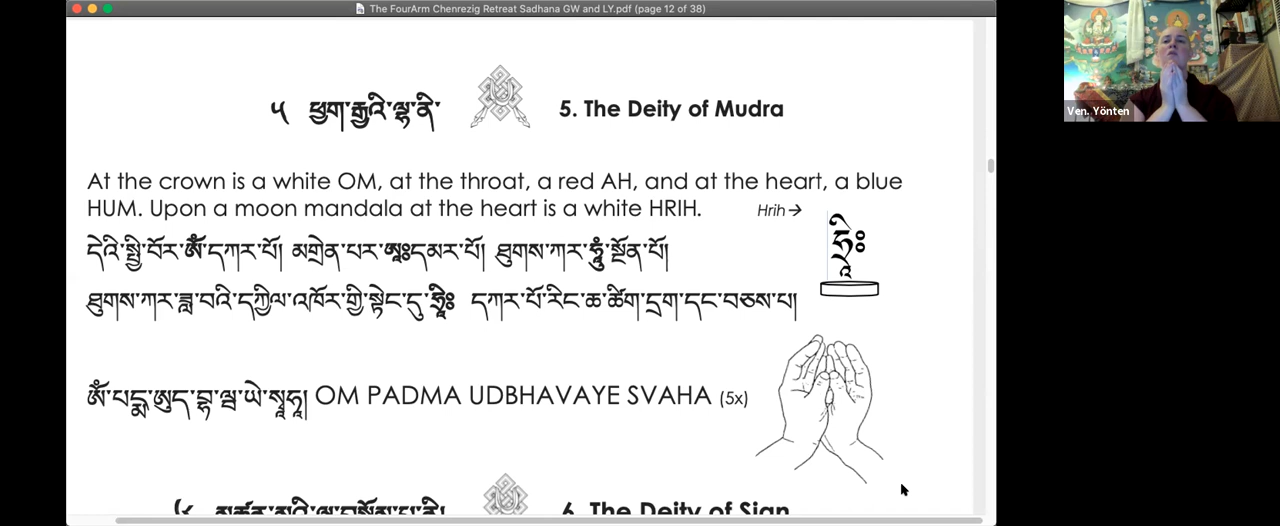 The FourArm Chenrezig Retreat Sadhana GW and LY.pdf (page 12 of 38)
Ven. Yönten
༥ ཕྱག་རྒྱའི་ལྷ་ནི་ 5. The Deity of Mudra
At the crown is a white OM, at the throat, a red AH, and at the heart, a blue
HUM. Upon a moon mandala at the heart is a white HRIH. Hrih→
དེའི་སྤྱི་བོར་ཨོཾ་དཀར་པོ། མགྲིན་པར་ཨཱཿདམར་པོ། ཐུགས་ཀར་ཧཱུྃ་སྔོན་པོ།
ཐུགས་ཀར་ཟླ་བའི་དཀྱིལ་འཁོར་གྱི་སྟེང་དུ་ཧྲཱིཿ དཀར་པོ་རིང་ཆ་ཚེག་དྲག་དང་བཅས་པ།
ཧྲཱིཿ
ཨོཾ་པདྨ་ཨུད་བྷ་ཝ་ཡེ་སྭཱཧཱ། OM PADMA UDBHAVAYE SVAHA (5x)
6. The Deity of Sign